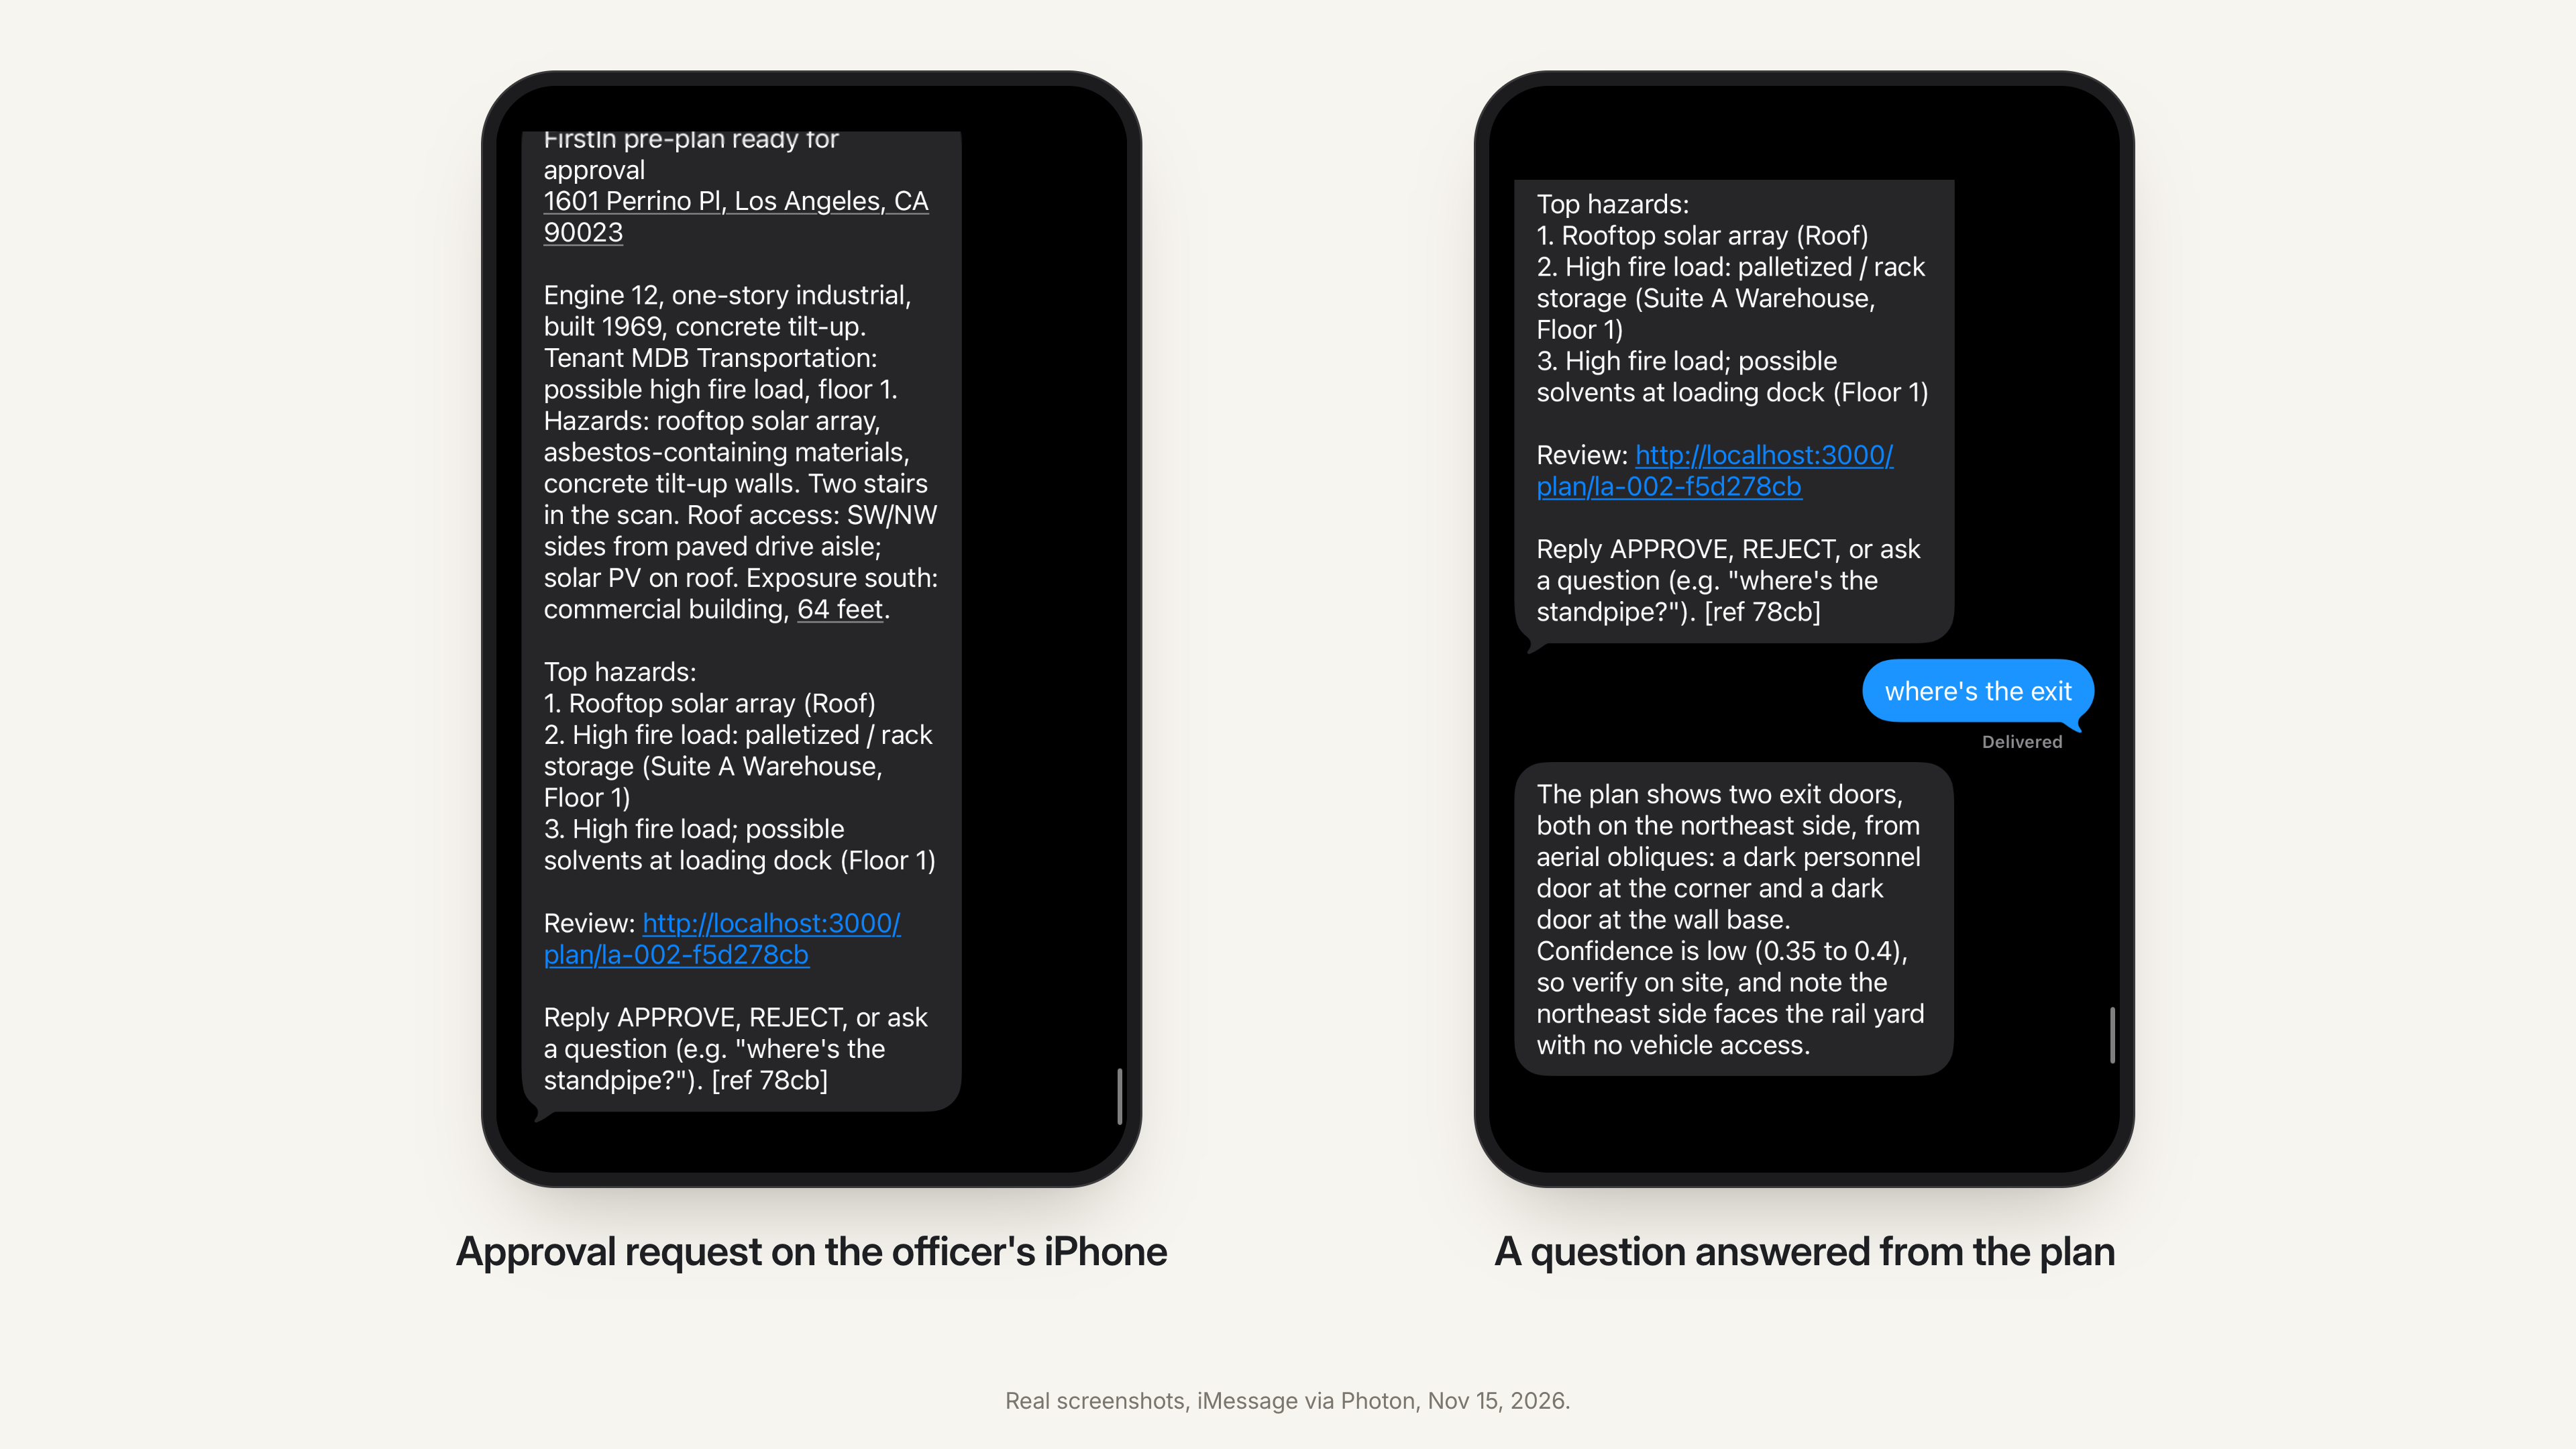 FirstIn pre-plan ready for
approval
1601 Perrino Pl, Los Angeles, CA
90023
Engine 12, one-story industrial,
built 1969, concrete tilt-up.
Tenant MDB Transportation:
possible high fire load, floor 1.
Hazards: rooftop solar array,
asbestos-containing materials,
concrete tilt-up walls. Two stairs
in the scan. Roof access: SW/NW
sides from paved drive aisle;
solar PV on roof. Exposure south:
commercial building, 64 feet.
Top hazards:
1. Rooftop solar array (Roof)
2. High fire load: palletized / rack
storage (Suite A Warehouse,
Floor 1)
3. High fire load; possible
solvents at loading dock (Floor 1)
Review: http://localhost:3000/
plan/la-002-f5d278cb
Reply APPROVE, REJECT, or ask
a question (e.g. "where's the
standpipe?"). [ref 78cb]
Approval request on the officer's iPhone
Top hazards:
1. Rooftop solar array (Roof)
2. High fire load: palletized / rack
storage (Suite A Warehouse,
Floor 1)
3. High fire load; possible
solvents at loading dock (Floor 1)
Review: http://localhost:3000/
plan/la-002-f5d278cb
Reply APPROVE, REJECT, or ask
a question (e.g. "where's the
standpipe?"). [ref 78cb]
where's the exit
Delivered
The plan shows two exit doors,
both on the northeast side, from
aerial obliques: a dark personnel
door at the corner and a dark
door at the wall base.
Confidence is low (0.35 to 0.4),
so verify on site, and note the
northeast side faces the rail yard
with no vehicle access.
A question answered from the plan
Real screenshots, iMessage via Photon, Nov 15, 2026.